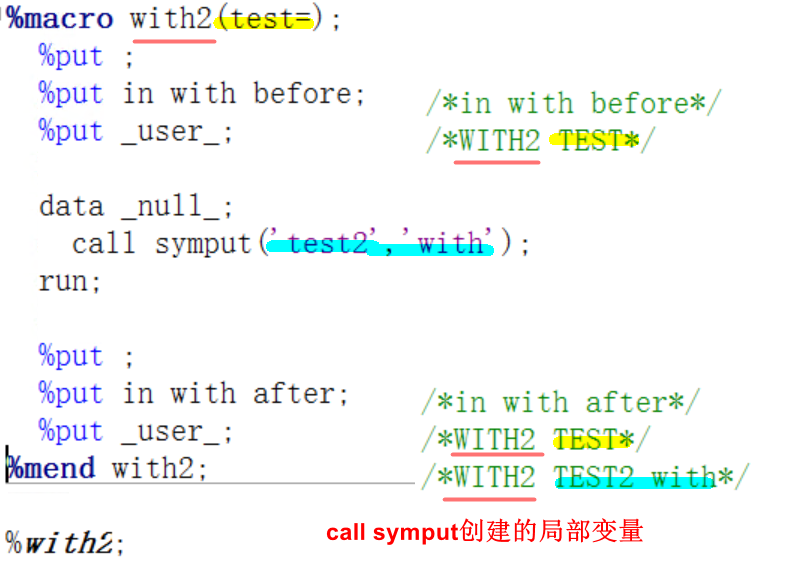 %macro with2(test=);
%put ;
%put in with before; /*in with before*/
%put _user_; /*WITH2 TEST*/
data _null_;
call symput('test2','with');
run;
%put ;
%put in with after; /*in with after*/
%put _user_; /*WITH2 TEST*/
%mend with2; /*WITH2 TEST2 with*/
call symput创建的局部变量
%with2;